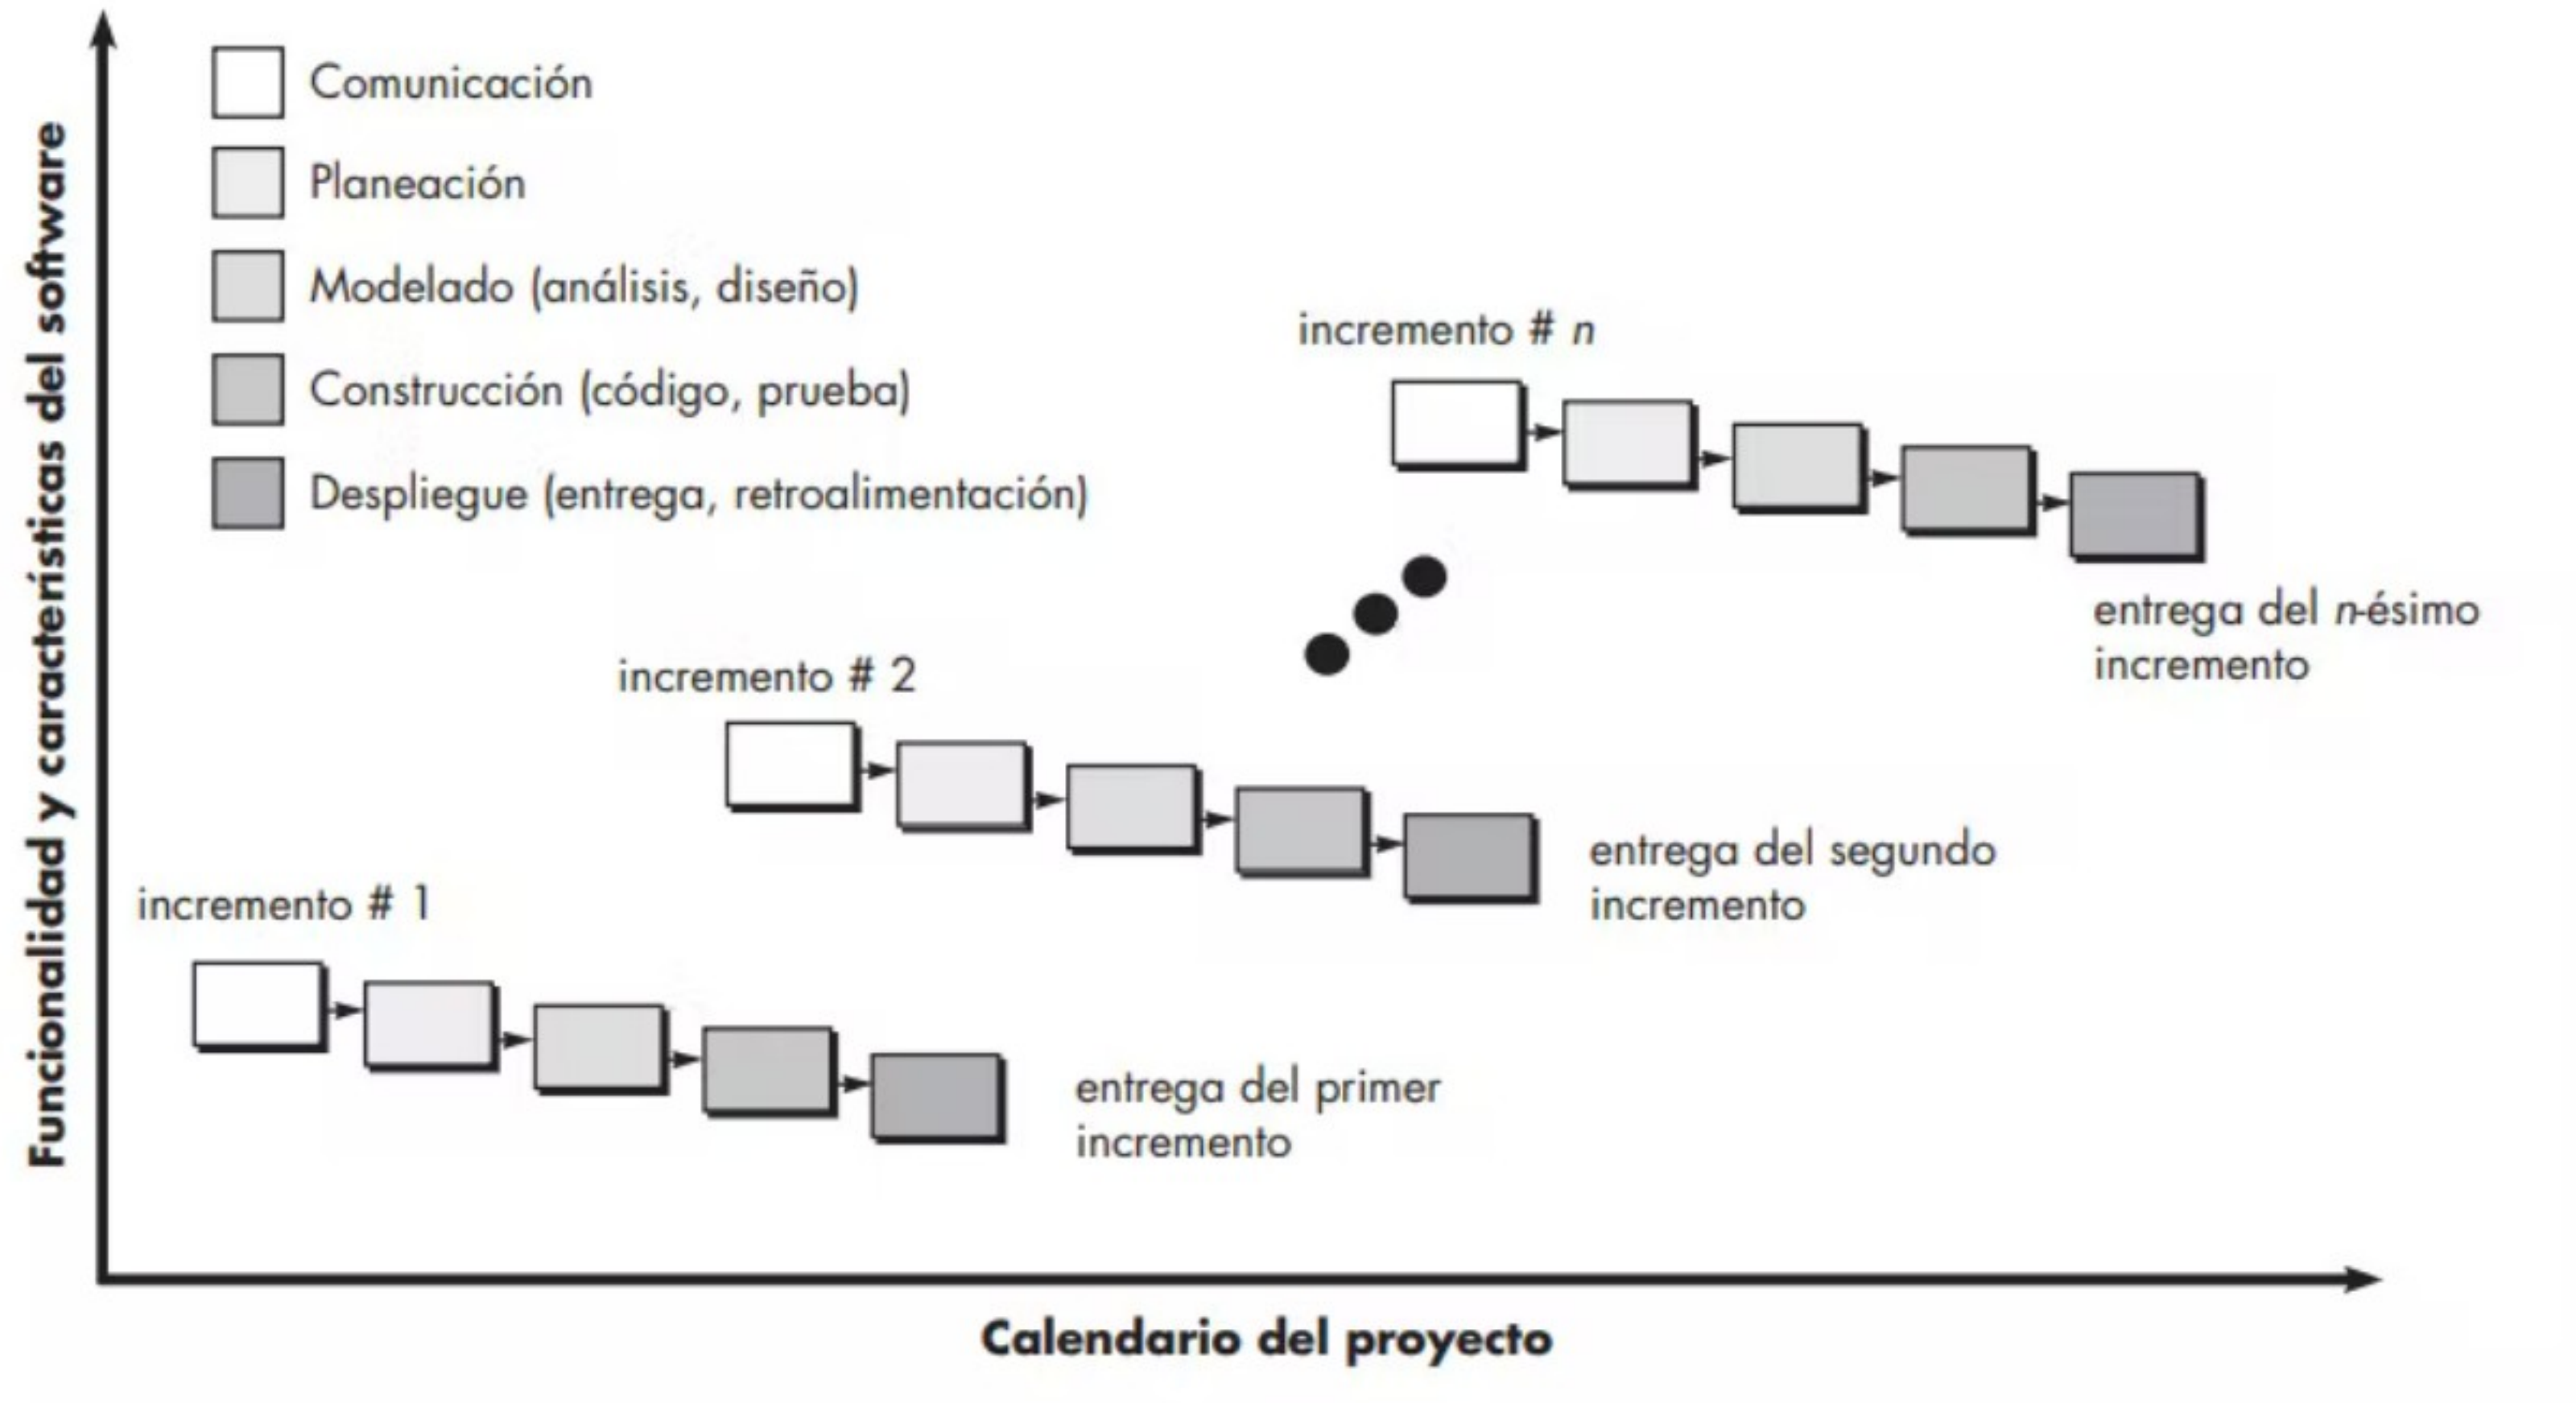 Funcionalidad y características del software
Comunicación
Planeación
Modelado (análisis, diseño)
Construcción (código, prueba)
Despliegue (entrega, retroalimentación)
incremento # n
entrega del n-ésimo
incremento
incremento # 2
entrega del segundo
incremento
incremento # 1
entrega del primer
incremento
Calendario del proyecto